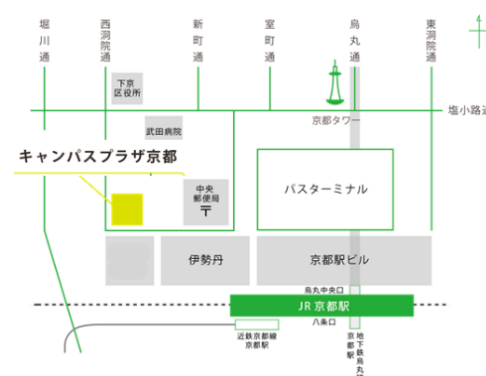 堀川通
西洞院通
新町通
室町通
烏丸通
東洞院通
下京
区役所
塩小路通
京都タワー
武田病院
キャンパスプラザ京都
中央
郵便局
〒
バスターミナル
伊勢丹
京都駅ビル
烏丸中央口
JR 京都駅
八条口
近鉄京都線
京都駅
地下鉄烏丸線
京都駅